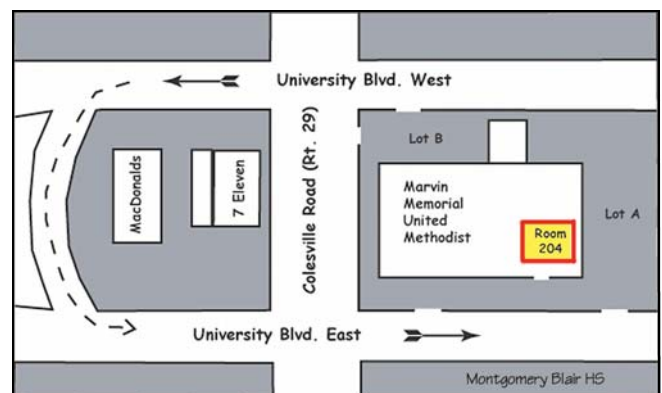 University Blvd. West
MacDonalds
7 Eleven
Colesville Road (Rt. 29)
Lot B
Marvin
Memorial
United
Methodist
Room
204
Lot A
University Blvd. East
Montgomery Blair HS